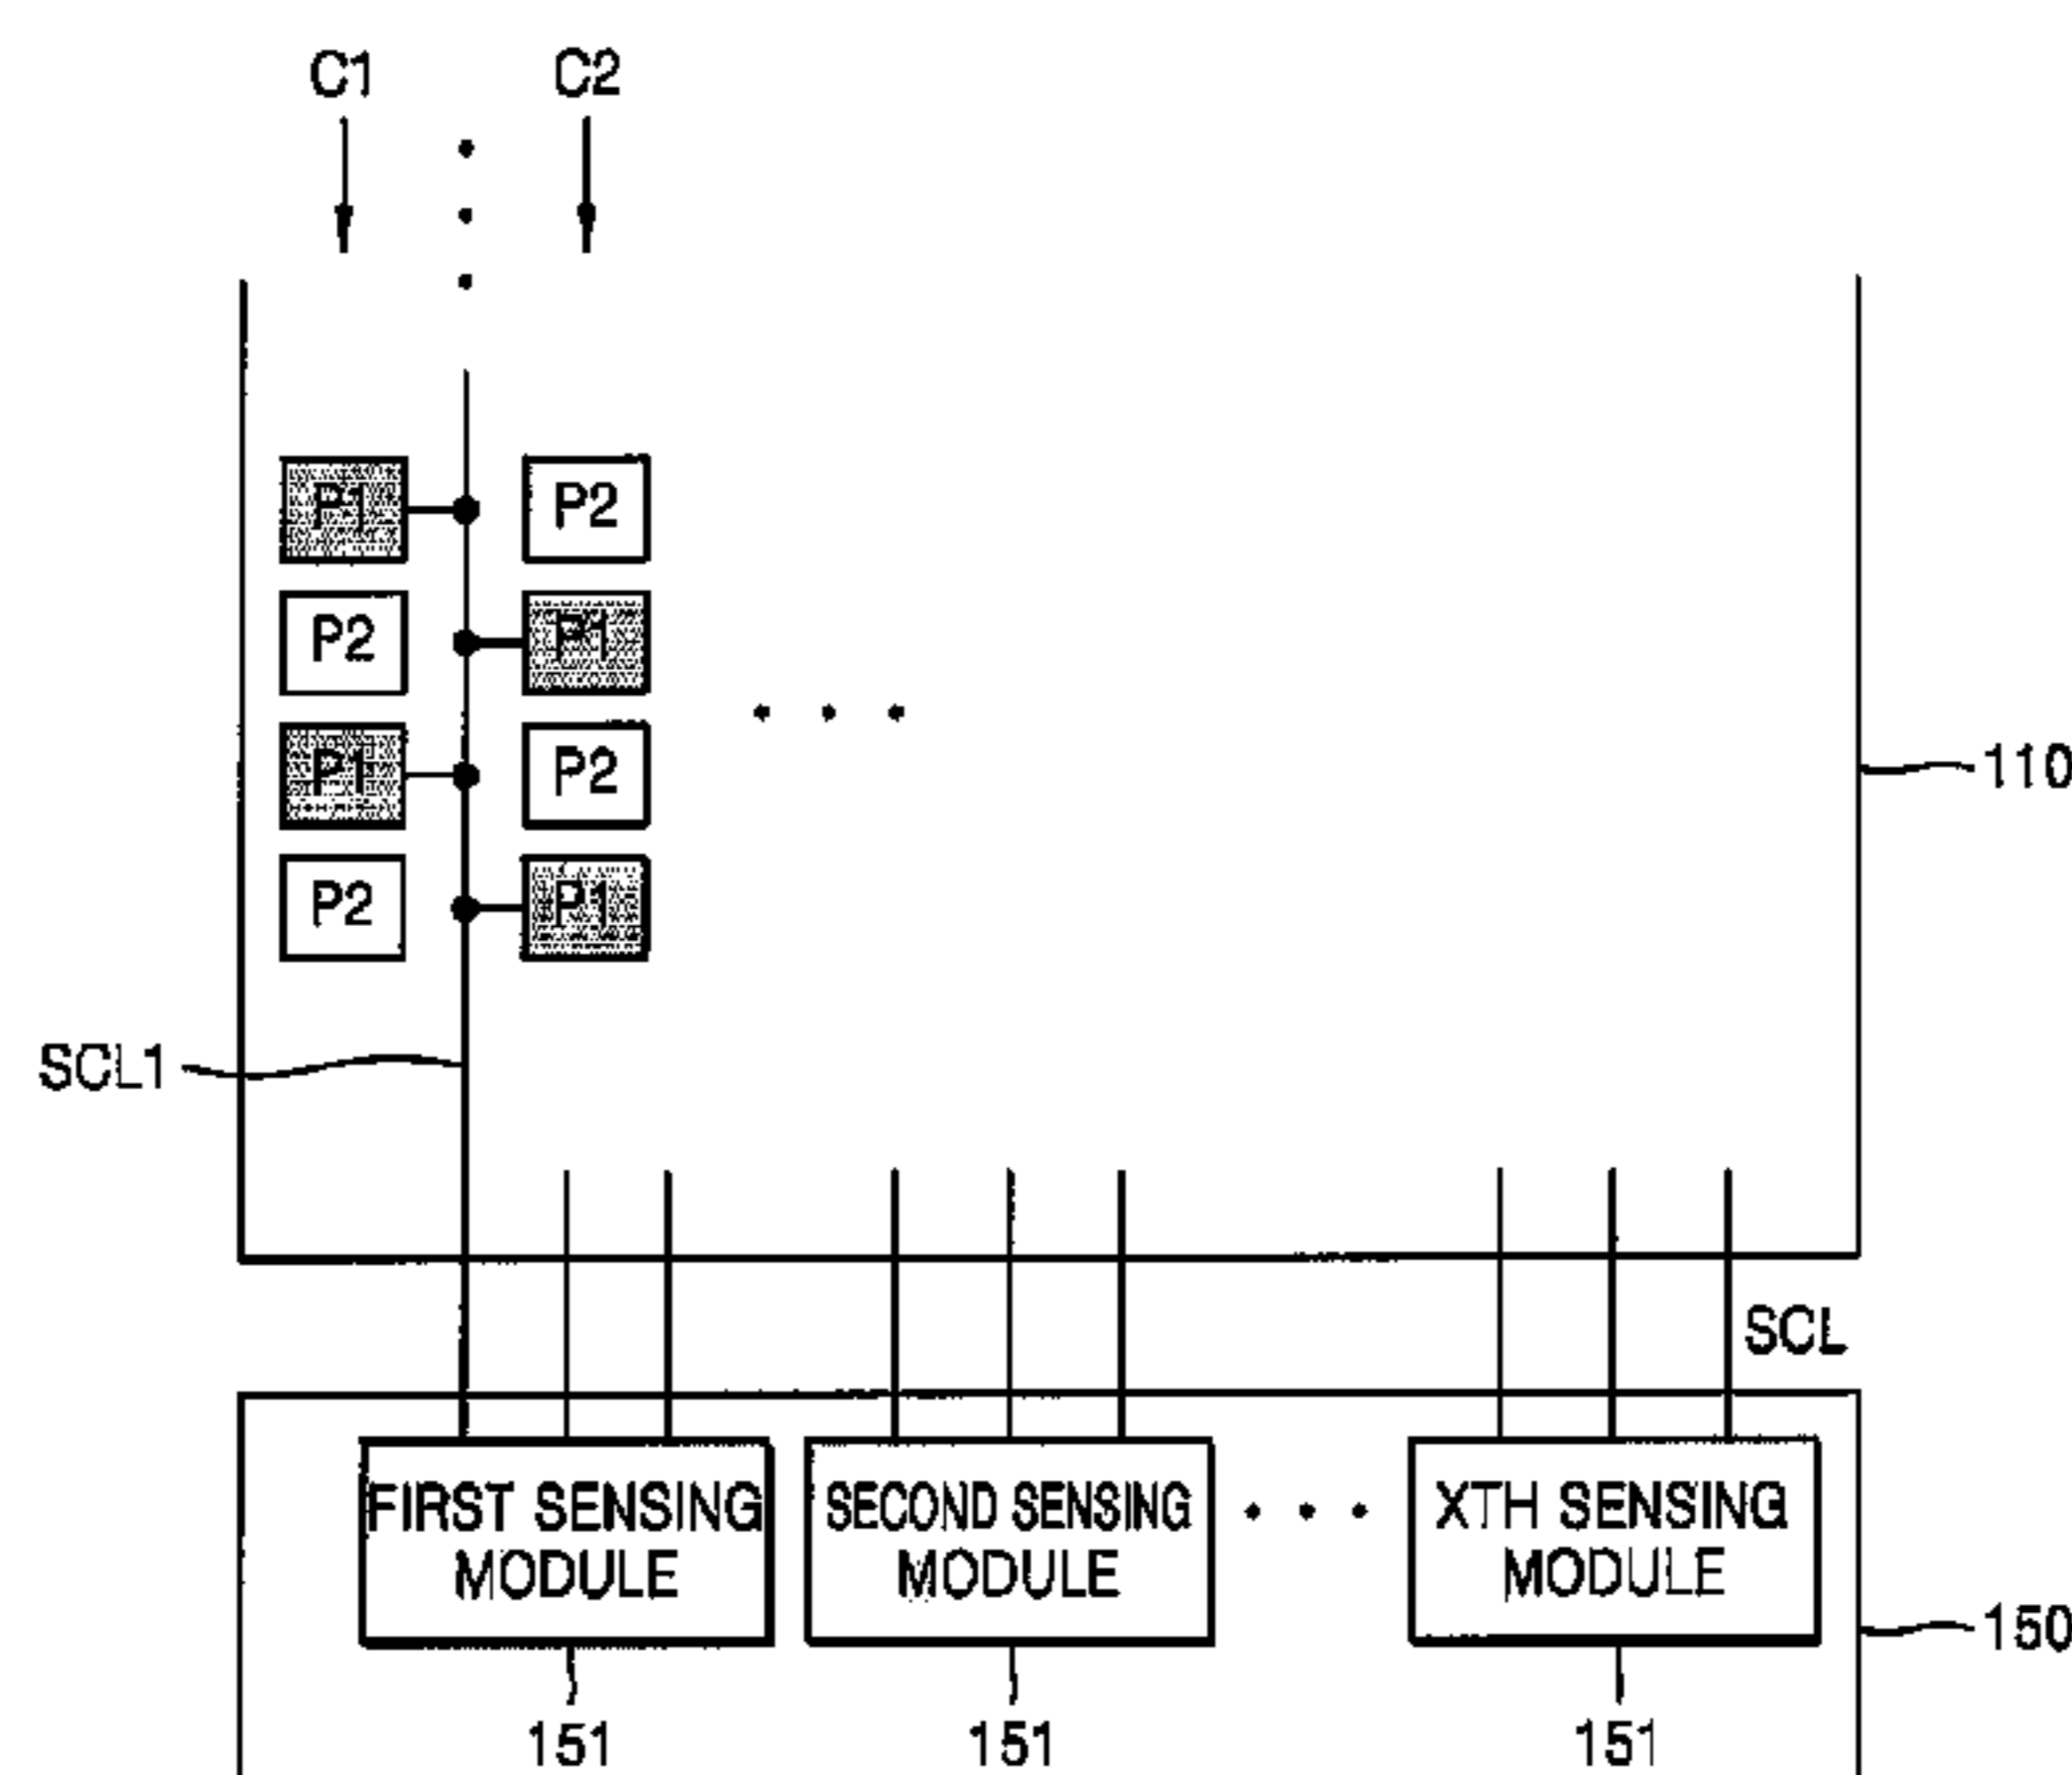 C1 C2
P1 P2
P2 P1
P1 P2
110
P2 P1
SCL1
SCL
FIRST SENSING MODULE
SECOND SENSING MODULE
XTH SENSING MODULE
150
151 151 151